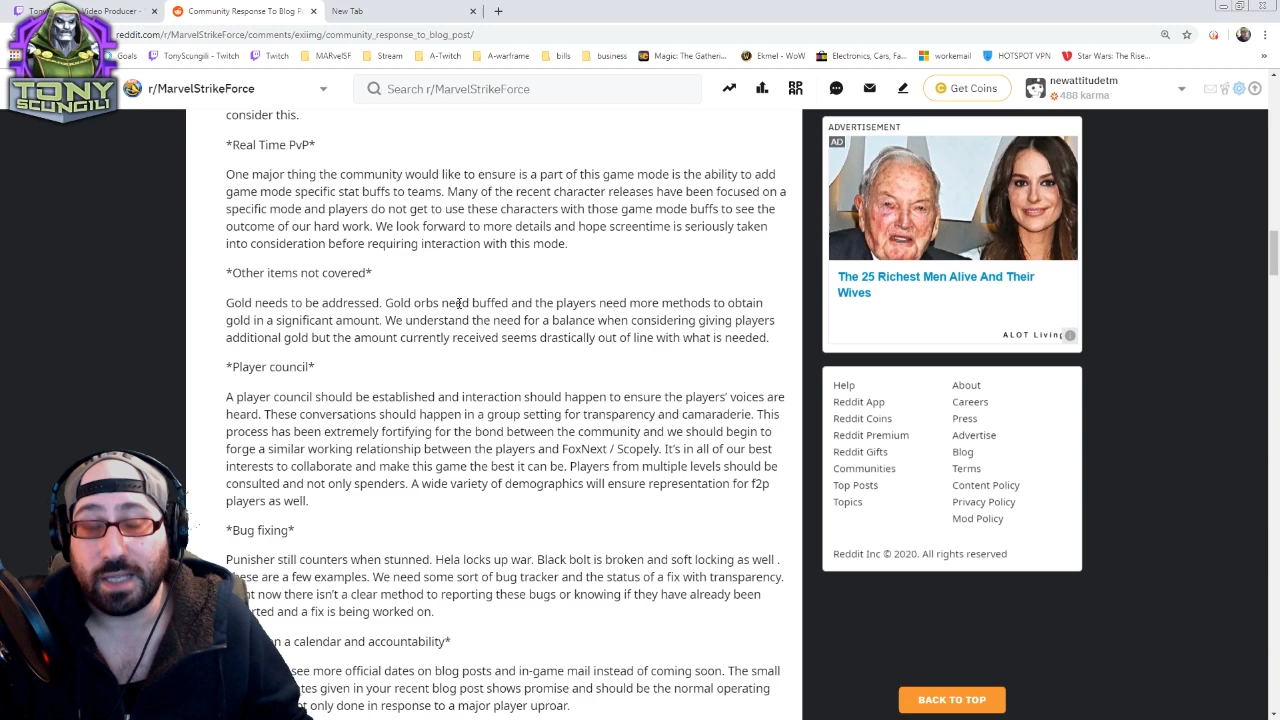 Video Producer -
Community Response To Blog Po
New Tab
reddit.com/r/MarvelStrikeForce/comments/exiimg/community_response_to_blog_post/
Goals
TonyScungili - Twitch
Twitch
MARVelSF
Stream
A-warframe
bills
business
Magic: The Gatheri...
Ekmel - WoW
Electronics, Cars, Fa...
workemail
HOTSPOT VPN
Star Wars: The Rise...
TONY
SCUNGILI
r/MarvelStrikeForce
Search r/MarvelStrikeForce
Get Coins
newattitudetm
488 karma
consider this.
*Real Time PvP*
One major thing the community would like to ensure is a part of this game mode is the ability to add
game mode specific stat buffs to teams. Many of the recent character releases have been focused on a
specific mode and players do not get to use these characters with those game mode buffs to see the
outcome of our hard work. We look forward to more details and hope screentime is seriously taken
into consideration before requiring interaction with this mode.
*Other items not covered*
Gold needs to be addressed. Gold orbs need buffed and the players need more methods to obtain
gold in a significant amount. We understand the need for a balance when considering giving players
additional gold but the amount currently received seems drastically out of line with what is needed.
*Player council*
A player council should be established and interaction should happen to ensure the players' voices are
heard. These conversations should happen in a group setting for transparency and camaraderie. This
process has been extremely fortifying for the bond between the community and we should begin to
forge a similar working relationship between the players and FoxNext / Scopely. It's in all of our best
interests to collaborate and make this game the best it can be. Players from multiple levels should be
consulted and not only spenders. A wide variety of demographics will ensure representation for f2p
players as well.
*Bug fixing*
Punisher still counters when stunned. Hela locks up war. Black bolt is broken and soft locking as well .
hese are a few examples. We need some sort of bug tracker and the status of a fix with transparency.
now there isn't a clear method to reporting these bugs or knowing if they have already been
and a fix is being worked on.
a calendar and accountability*
see more official dates on blog posts and in-game mail instead of coming soon. The small
given in your recent blog post shows promise and should be the normal operating
only done in response to a major player uproar.
ADVERTISEMENT
AD
The 25 Richest Men Alive And Their
Wives
ALOT Living
Help
About
Reddit App
Careers
Reddit Coins
Press
Reddit Premium
Advertise
Reddit Gifts
Blog
Communities
Terms
Top Posts
Content Policy
Topics
Privacy Policy
Mod Policy
Reddit Inc © 2020. All rights reserved
BACK TO TOP